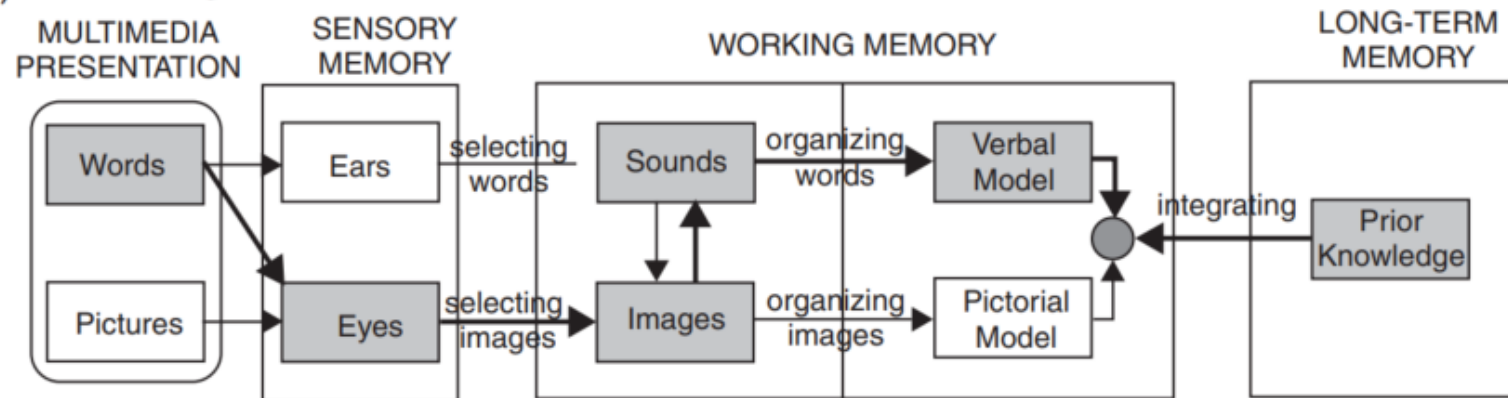 )
MULTIMEDIA
PRESENTATION
SENSORY
MEMORY
WORKING MEMORY
LONG-TERM
MEMORY
Words
Ears
selecting
words
Sounds
organizing
words
Verbal
Model
integrating
Prior
Knowledge
Pictures
Eyes
selecting
images
Images
organizing
images
Pictorial
Model